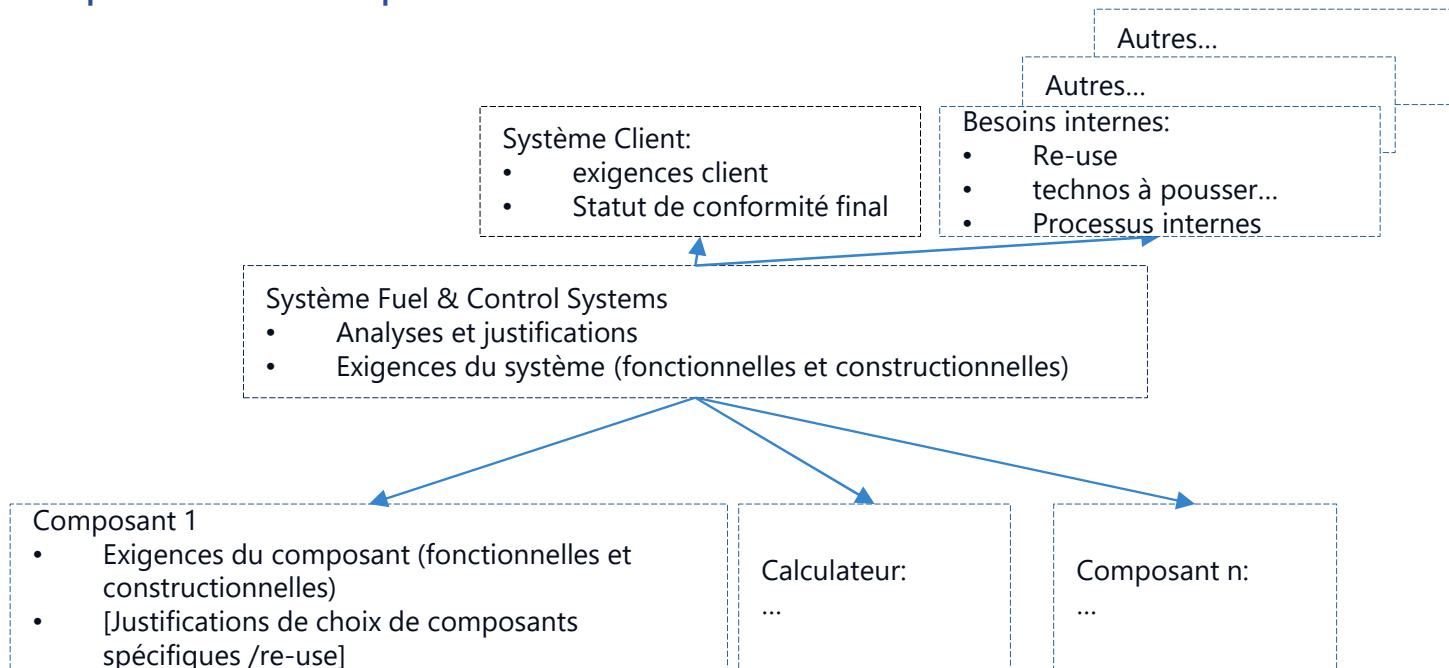 Autres...
Autres...
Système Client:
• exigences client
• Statut de conformité final
Besoins internes:
• Re-use
• technos à pousser...
• Processus internes
Système Fuel & Control Systems
• Analyses et justifications
• Exigences du système (fonctionnelles et constructionnelles)
Composant 1
• Exigences du composant (fonctionnelles et
constructionnelles)
• [Justifications de choix de composants
spécifiques /re-use]
Calculateur:
...
Composant n:
...